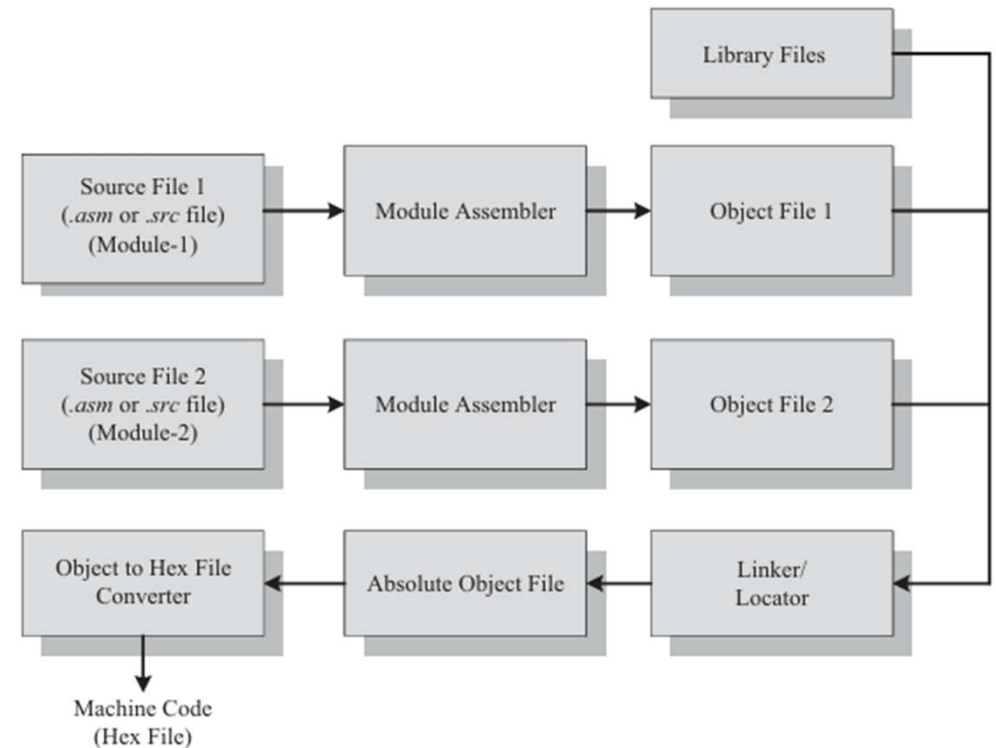 Library Files
Source File 1
(.asm or .src file)
(Module-1)
Module Assembler
Object File 1
Source File 2
(.asm or .src file)
(Module-2)
Module Assembler
Object File 2
Object to Hex File
Converter
Absolute Object File
Linker/
Locator
Machine Code
(Hex File)